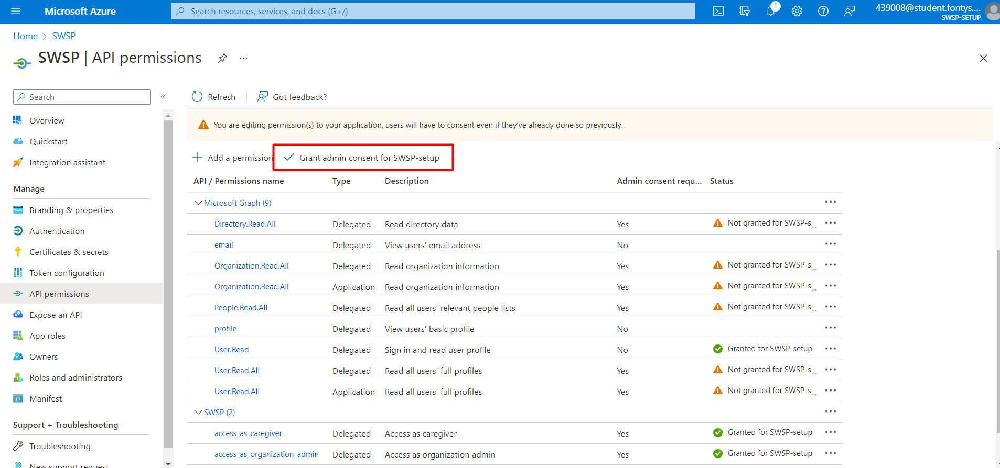 Microsoft Azure
Search resources, services, and docs (G+/)
1
439008@student.fontys....
SWSP-SETUP
Home > SWSP
SWSP | API permissions
Search
Refresh
Got feedback?
Overview
Quickstart
Integration assistant
Manage
Branding & properties
Authentication
Certificates & secrets
Token configuration
API permissions
Expose an API
App roles
Owners
Roles and administrators
Manifest
Support + Troubleshooting
Troubleshooting
New support request
You are editing permission(s) to your application, users will have to consent even if they've already done so previously.
Add a permission Grant admin consent for SWSP-setup
API / Permissions name Type Description Admin consent requ... Status
Microsoft Graph (9)
Directory.Read.All Delegated Read directory data Yes Not granted for SWSP-s...
email Delegated View users' email address No
Organization.Read.All Delegated Read organization information Yes Not granted for SWSP-s...
Organization.Read.All Application Read organization information Yes Not granted for SWSP-s...
People.Read.All Delegated Read all users' relevant people lists Yes Not granted for SWSP-s...
profile Delegated View users' basic profile No
User.Read Delegated Sign in and read user profile No Granted for SWSP-setup
User.Read.All Delegated Read all users' full profiles Yes Not granted for SWSP-s...
User.Read.All Application Read all users' full profiles Yes Not granted for SWSP-s...
SWSP (2)
access_as_caregiver Delegated Access as caregiver Yes Granted for SWSP-setup
access_as_organization_admin Delegated Access as organization admin Yes Granted for SWSP-setup